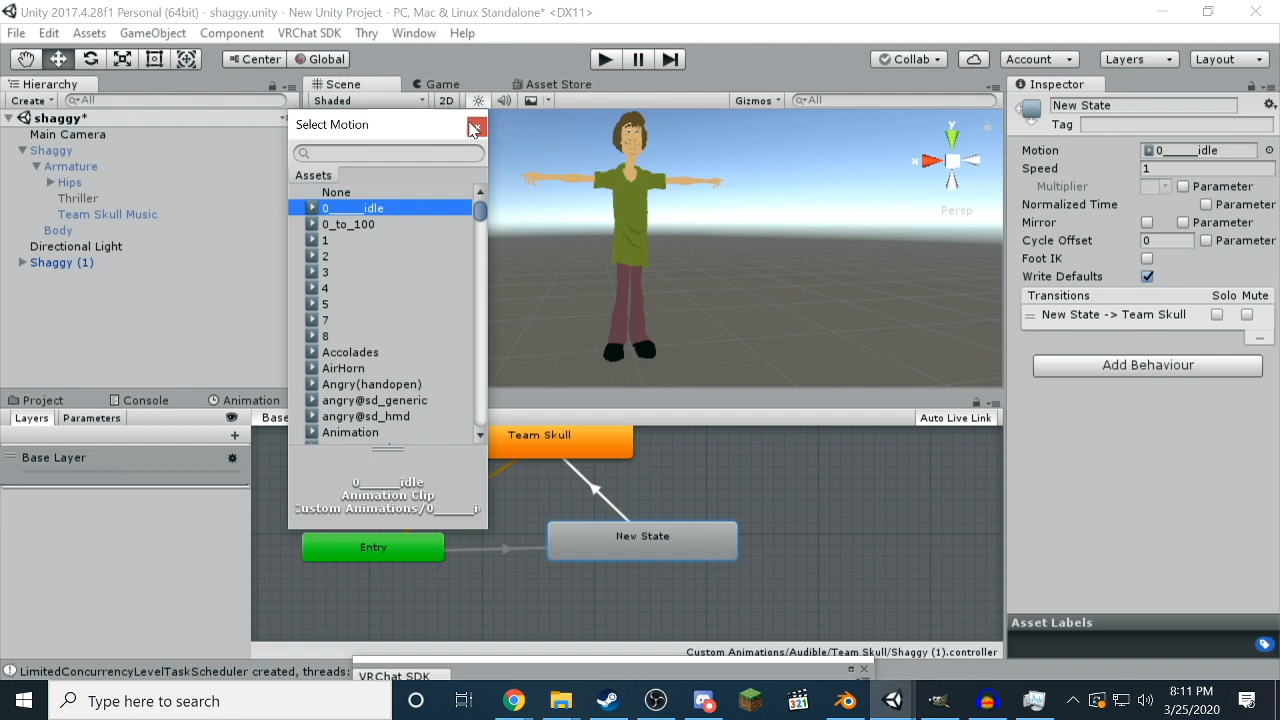 Unity 2017.4.28f1 Personal (64bit) - shaggy.unity - New Unity Project - PC, Mac & Linux Standalone* <DX11>
File Edit Assets GameObject Component VRChat SDK Thry Window Help
Center Global Collab Account Layers Layout
Hierarchy Scene Game Asset Store Inspector
Create All Shaded 2D Gizmos All
shaggy*
Main Camera
Shaggy
Armature
Hips
Thriller
Team Skull Music
Body
Directional Light
Shaggy (1)
Select Motion
Assets
None
0______idle
0_to_100
1
2
3
4
5
7
8
Accolades
AirHorn
Angry(handopen)
angry@sd_generic
angry@sd_hmd
Animation
0______idle
Animation Clip
Custom Animations/0______i
y
x
Persp
New State
Tag
Motion 0______idle
Speed 1
Multiplier Parameter
Normalized Time Parameter
Mirror Parameter
Cycle Offset 0 Parameter
Foot IK
Write Defaults
Transitions Solo Mute
New State -> Team Skull
Add Behaviour
Asset Labels
Project Console Animation
Layers Parameters Base Auto Live Link
Base Layer
Team Skull
New State
Entry
Custom Animations/Audible/Team Skull/Shaggy (1).controller
LimitedConcurrencyLevelTaskScheduler created, threads:
VRChat SDK
Type here to search
321
8:11 PM
3/25/2020